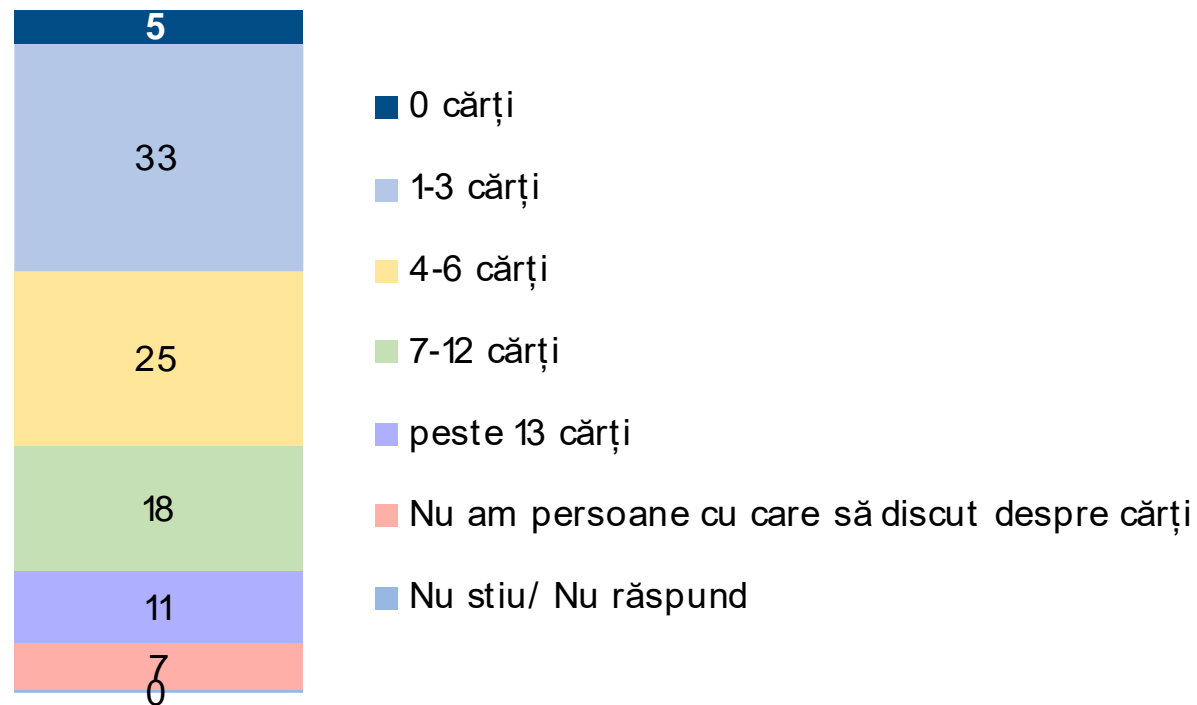 5
33
25
18
11
7
0
0 cărți
1-3 cărți
4-6 cărți
7-12 cărți
peste 13 cărți
Nu am persoane cu care să discut despre cărți
Nu stiu/ Nu răspund